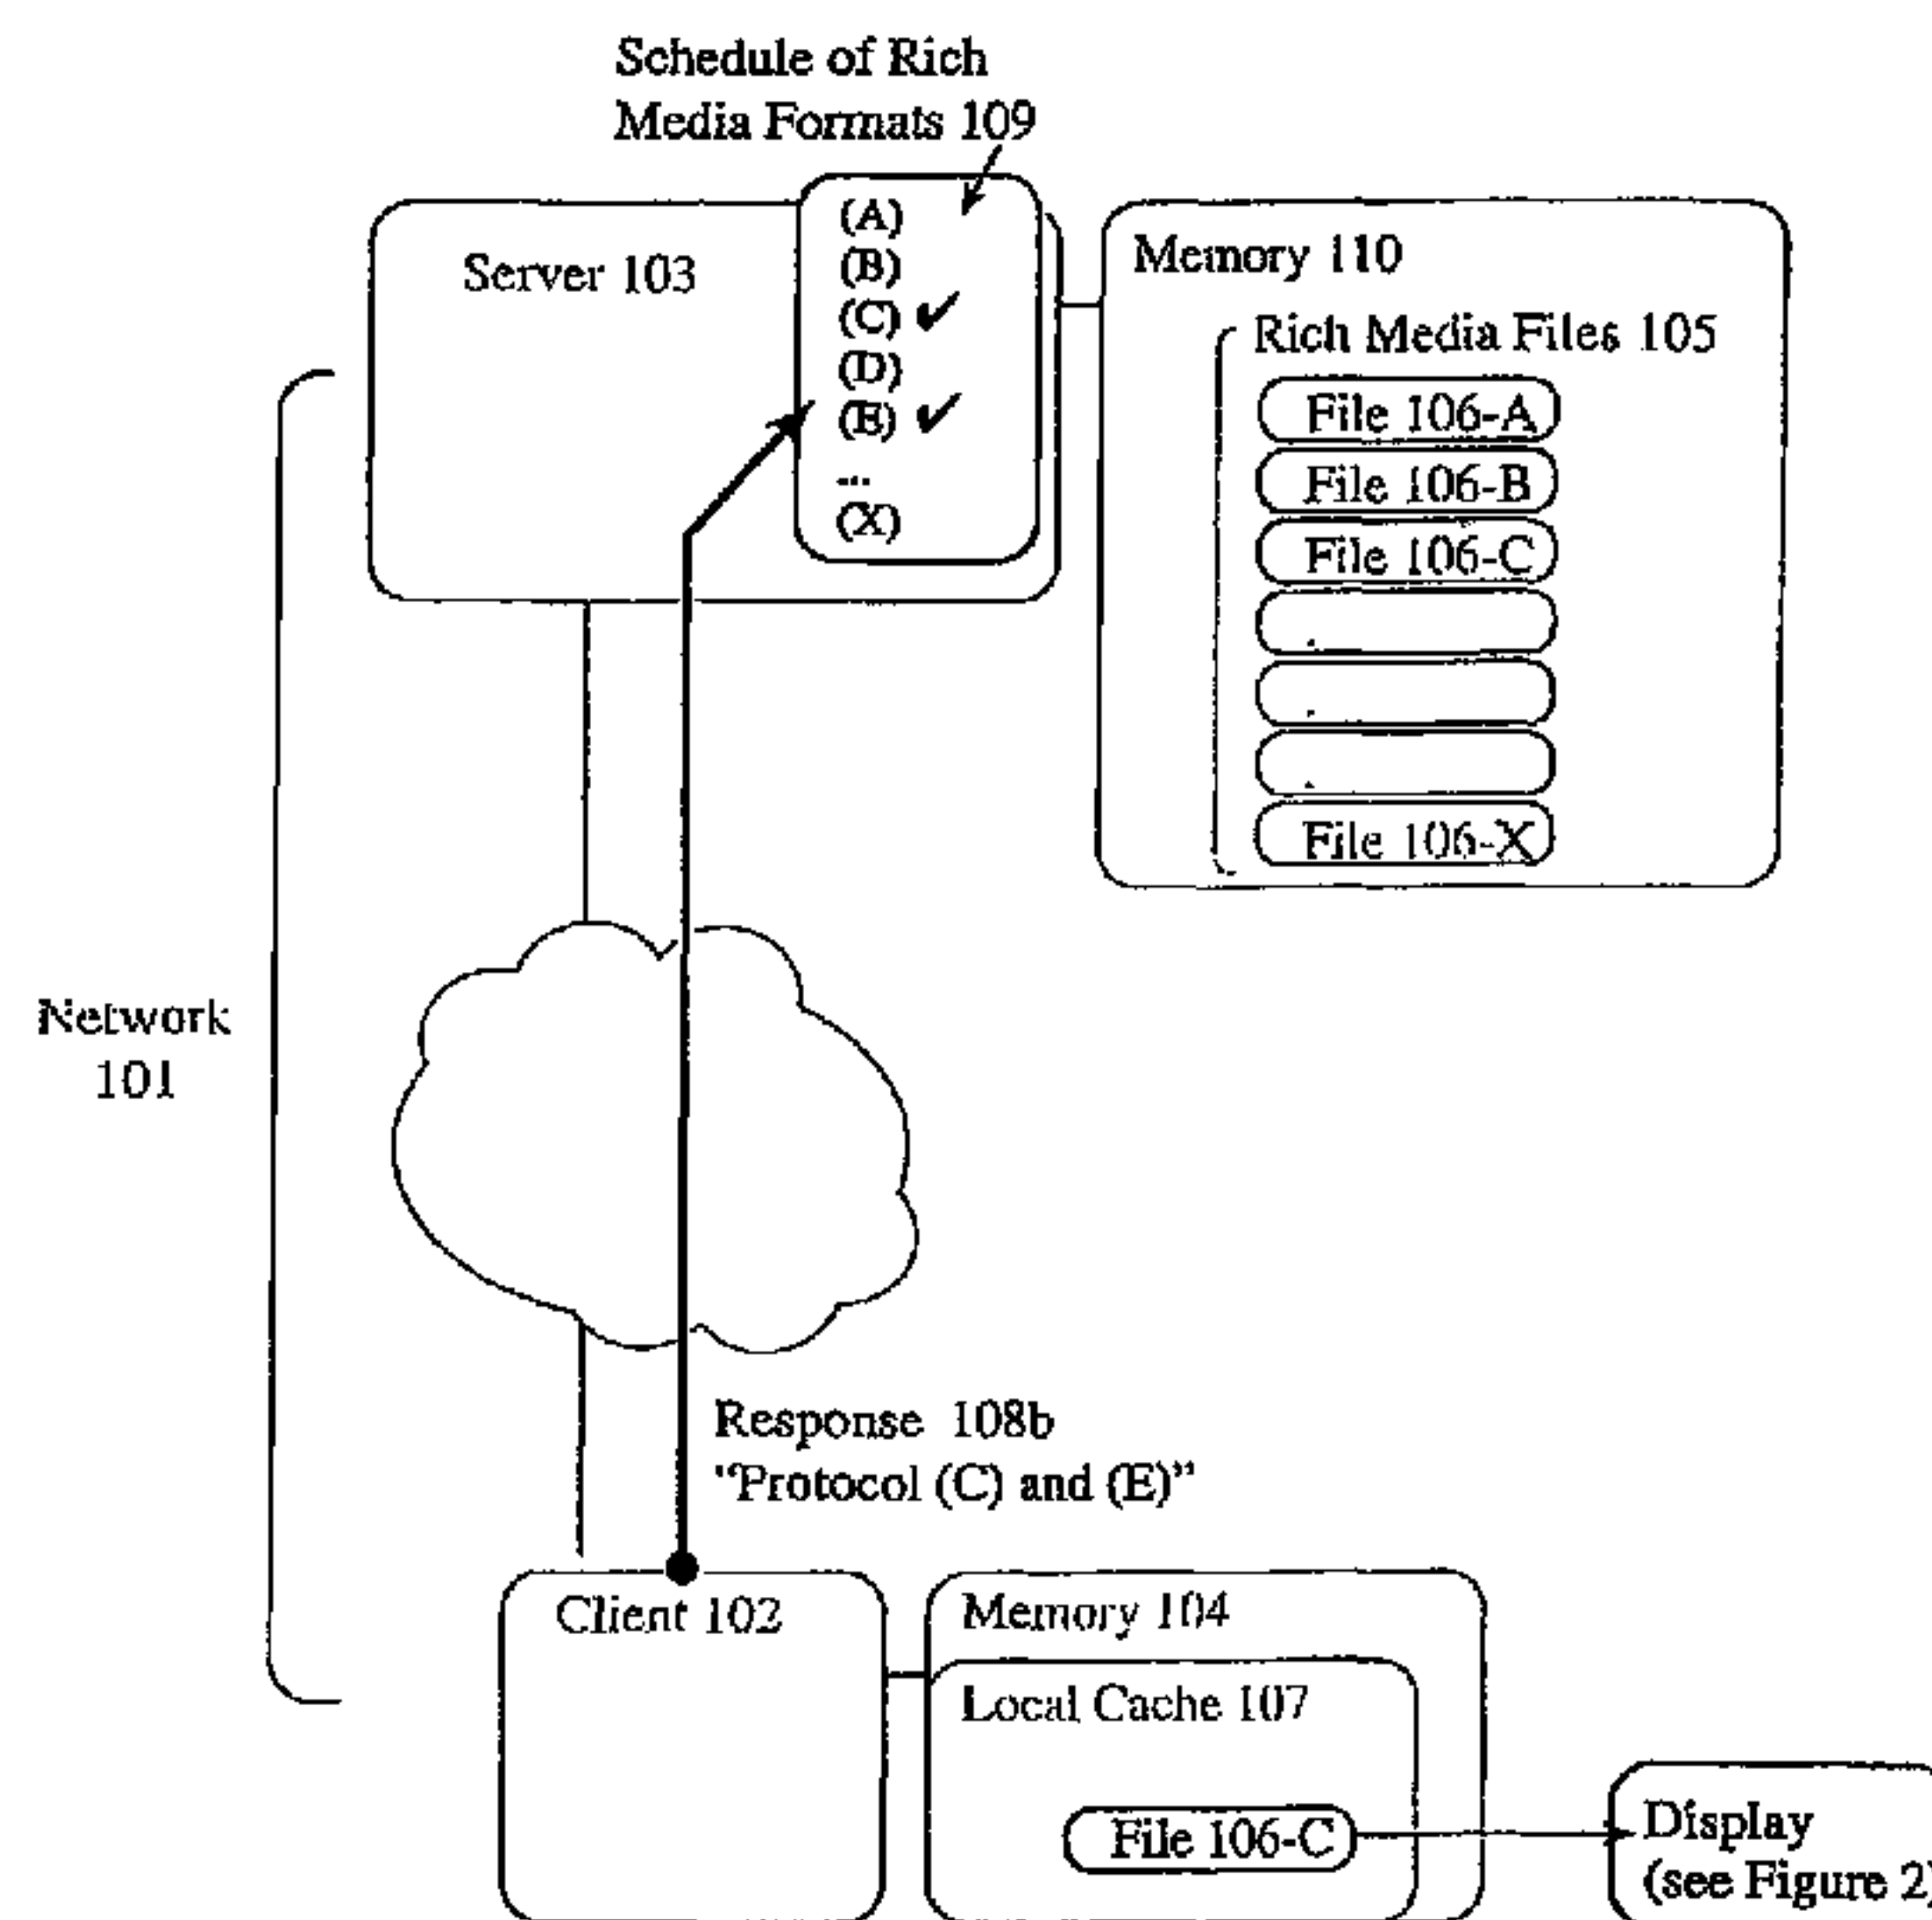 Schedule of Rich
Media Formats 109
Server 103
(A)
(B)
(C) ✔
(D)
(E) ✔
...
(X)
Memory 110
Rich Media Files 105
File 106-A
File 106-B
File 106-C
.
.
.
File 106-X
Network
101
Response 108b
"Protocol (C) and (E)"
Client 102
Memory 104
Local Cache 107
File 106-C
Display
(see Figure 2)